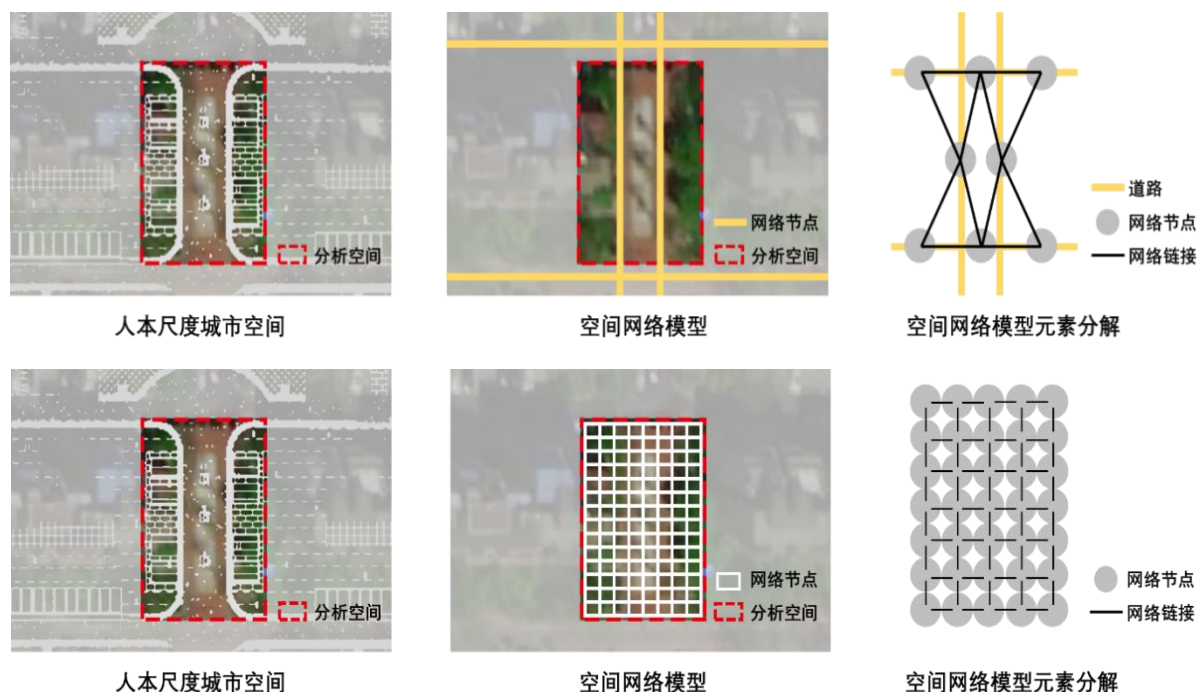 分析空间
网络节点
分析空间
道路
网络节点
网络链接
人本尺度城市空间
空间网络模型
空间网络模型元素分解
分析空间
网络节点
分析空间
网络节点
网络链接
人本尺度城市空间
空间网络模型
空间网络模型元素分解